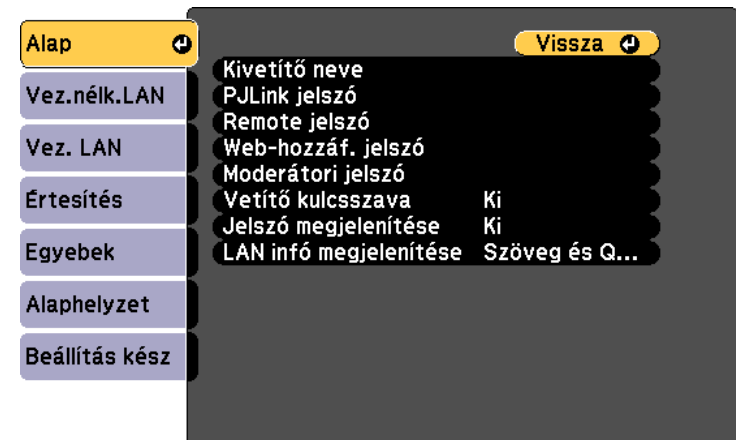 Alap
Vez.nélk.LAN
Vez. LAN
Értesítés
Egyebek
Alaphelyzet
Beállítás kész
Vissza
Kivetítő neve
PJLink jelszó
Remote jelszó
Web-hozzáf. jelszó
Moderátori jelszó
Vetítő kulcsszava Ki
Jelszó megjelenítése Ki
LAN infó megjelenítése Szöveg és Q...